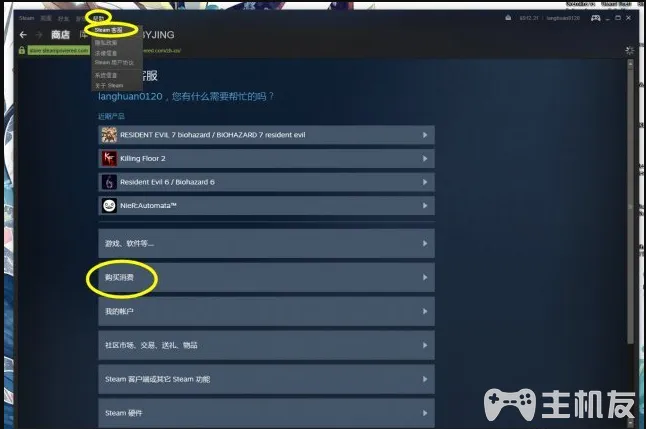 Steam 商店 好友 游戏 帮助
langhuan0120
Steam 客服
商店 库 BYJING
隐私政策
法律信息
store.steampowered.com
Steam 用户协议
系统信息
关于 Steam
客服
langhuan0120，您有什么需要帮忙的吗？
近期产品
RESIDENT EVIL 7 biohazard / BIOHAZARD 7 resident evil
Killing Floor 2
Resident Evil 6 / Biohazard 6
NieR:Automata™
游戏、软件等...
购买消费
我的帐户
社区市场、交易、送礼、物品
Steam 客户端或其它 Steam 功能
Steam 硬件
主机友